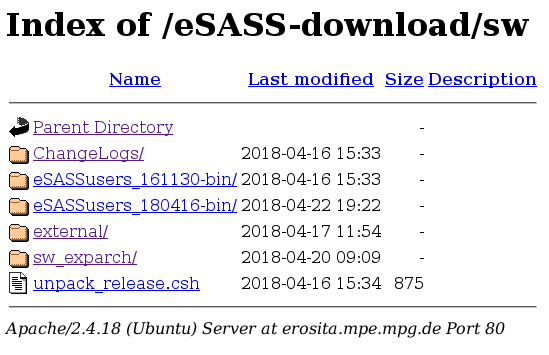 Index of /eSASS-download/sw
Name Last modified Size Description
Parent Directory -
ChangeLogs/ 2018-04-16 15:33 -
eSASSusers_161130-bin/ 2018-04-16 15:33 -
eSASSusers_180416-bin/ 2018-04-22 19:22 -
external/ 2018-04-17 11:54 -
sw_exparch/ 2018-04-20 09:09 -
unpack_release.csh 2018-04-16 15:34 875
Apache/2.4.18 (Ubuntu) Server at erosita.mpe.mpg.de Port 80